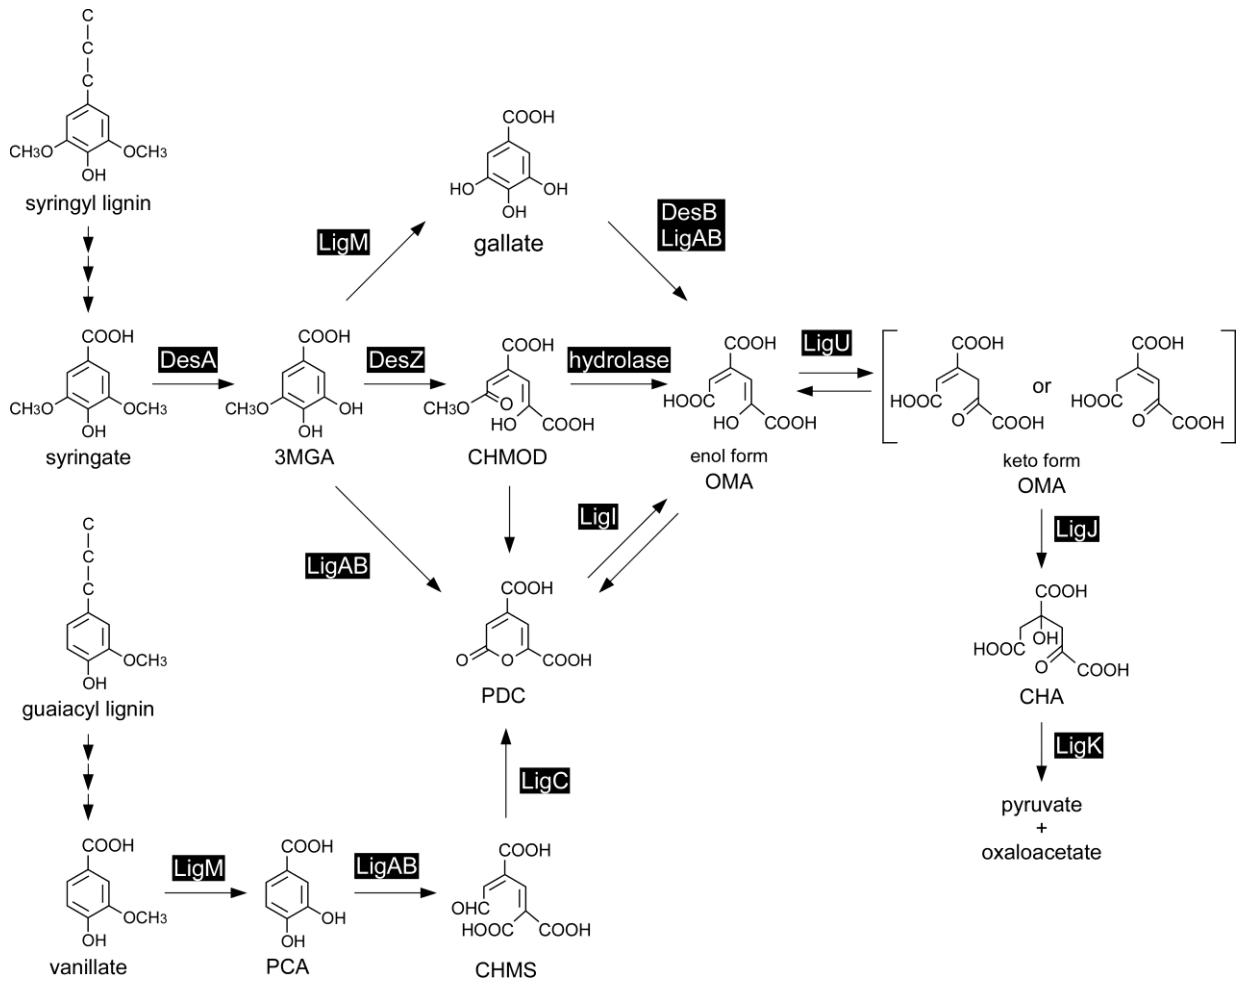 C
C
C
CH3O
OCH3
OH
syringyl lignin
COOH
HO
OH
OH
gallate
LigM
DesB
LigAB
COOH
CH3O
OCH3
OH
syringate
DesA
COOH
CH3O
OH
OH
3MGA
DesZ
COOH
CH3O
O
HO
COOH
CHMOD
hydrolase
COOH
HOOC
HO
COOH
enol form
OMA
LigU
COOH
HOOC
O
COOH
or
COOH
HOOC
O
COOH
keto form
OMA
LigAB
LigI
LigJ
C
C
C
OCH3
OH
guaiacyl lignin
COOH
O
O
COOH
PDC
COOH
OH
HOOC
O
COOH
CHA
LigC
LigK
pyruvate
+
oxaloacetate
COOH
OCH3
OH
vanillate
LigM
COOH
OH
OH
PCA
LigAB
COOH
OHC
HOOC
COOH
CHMS